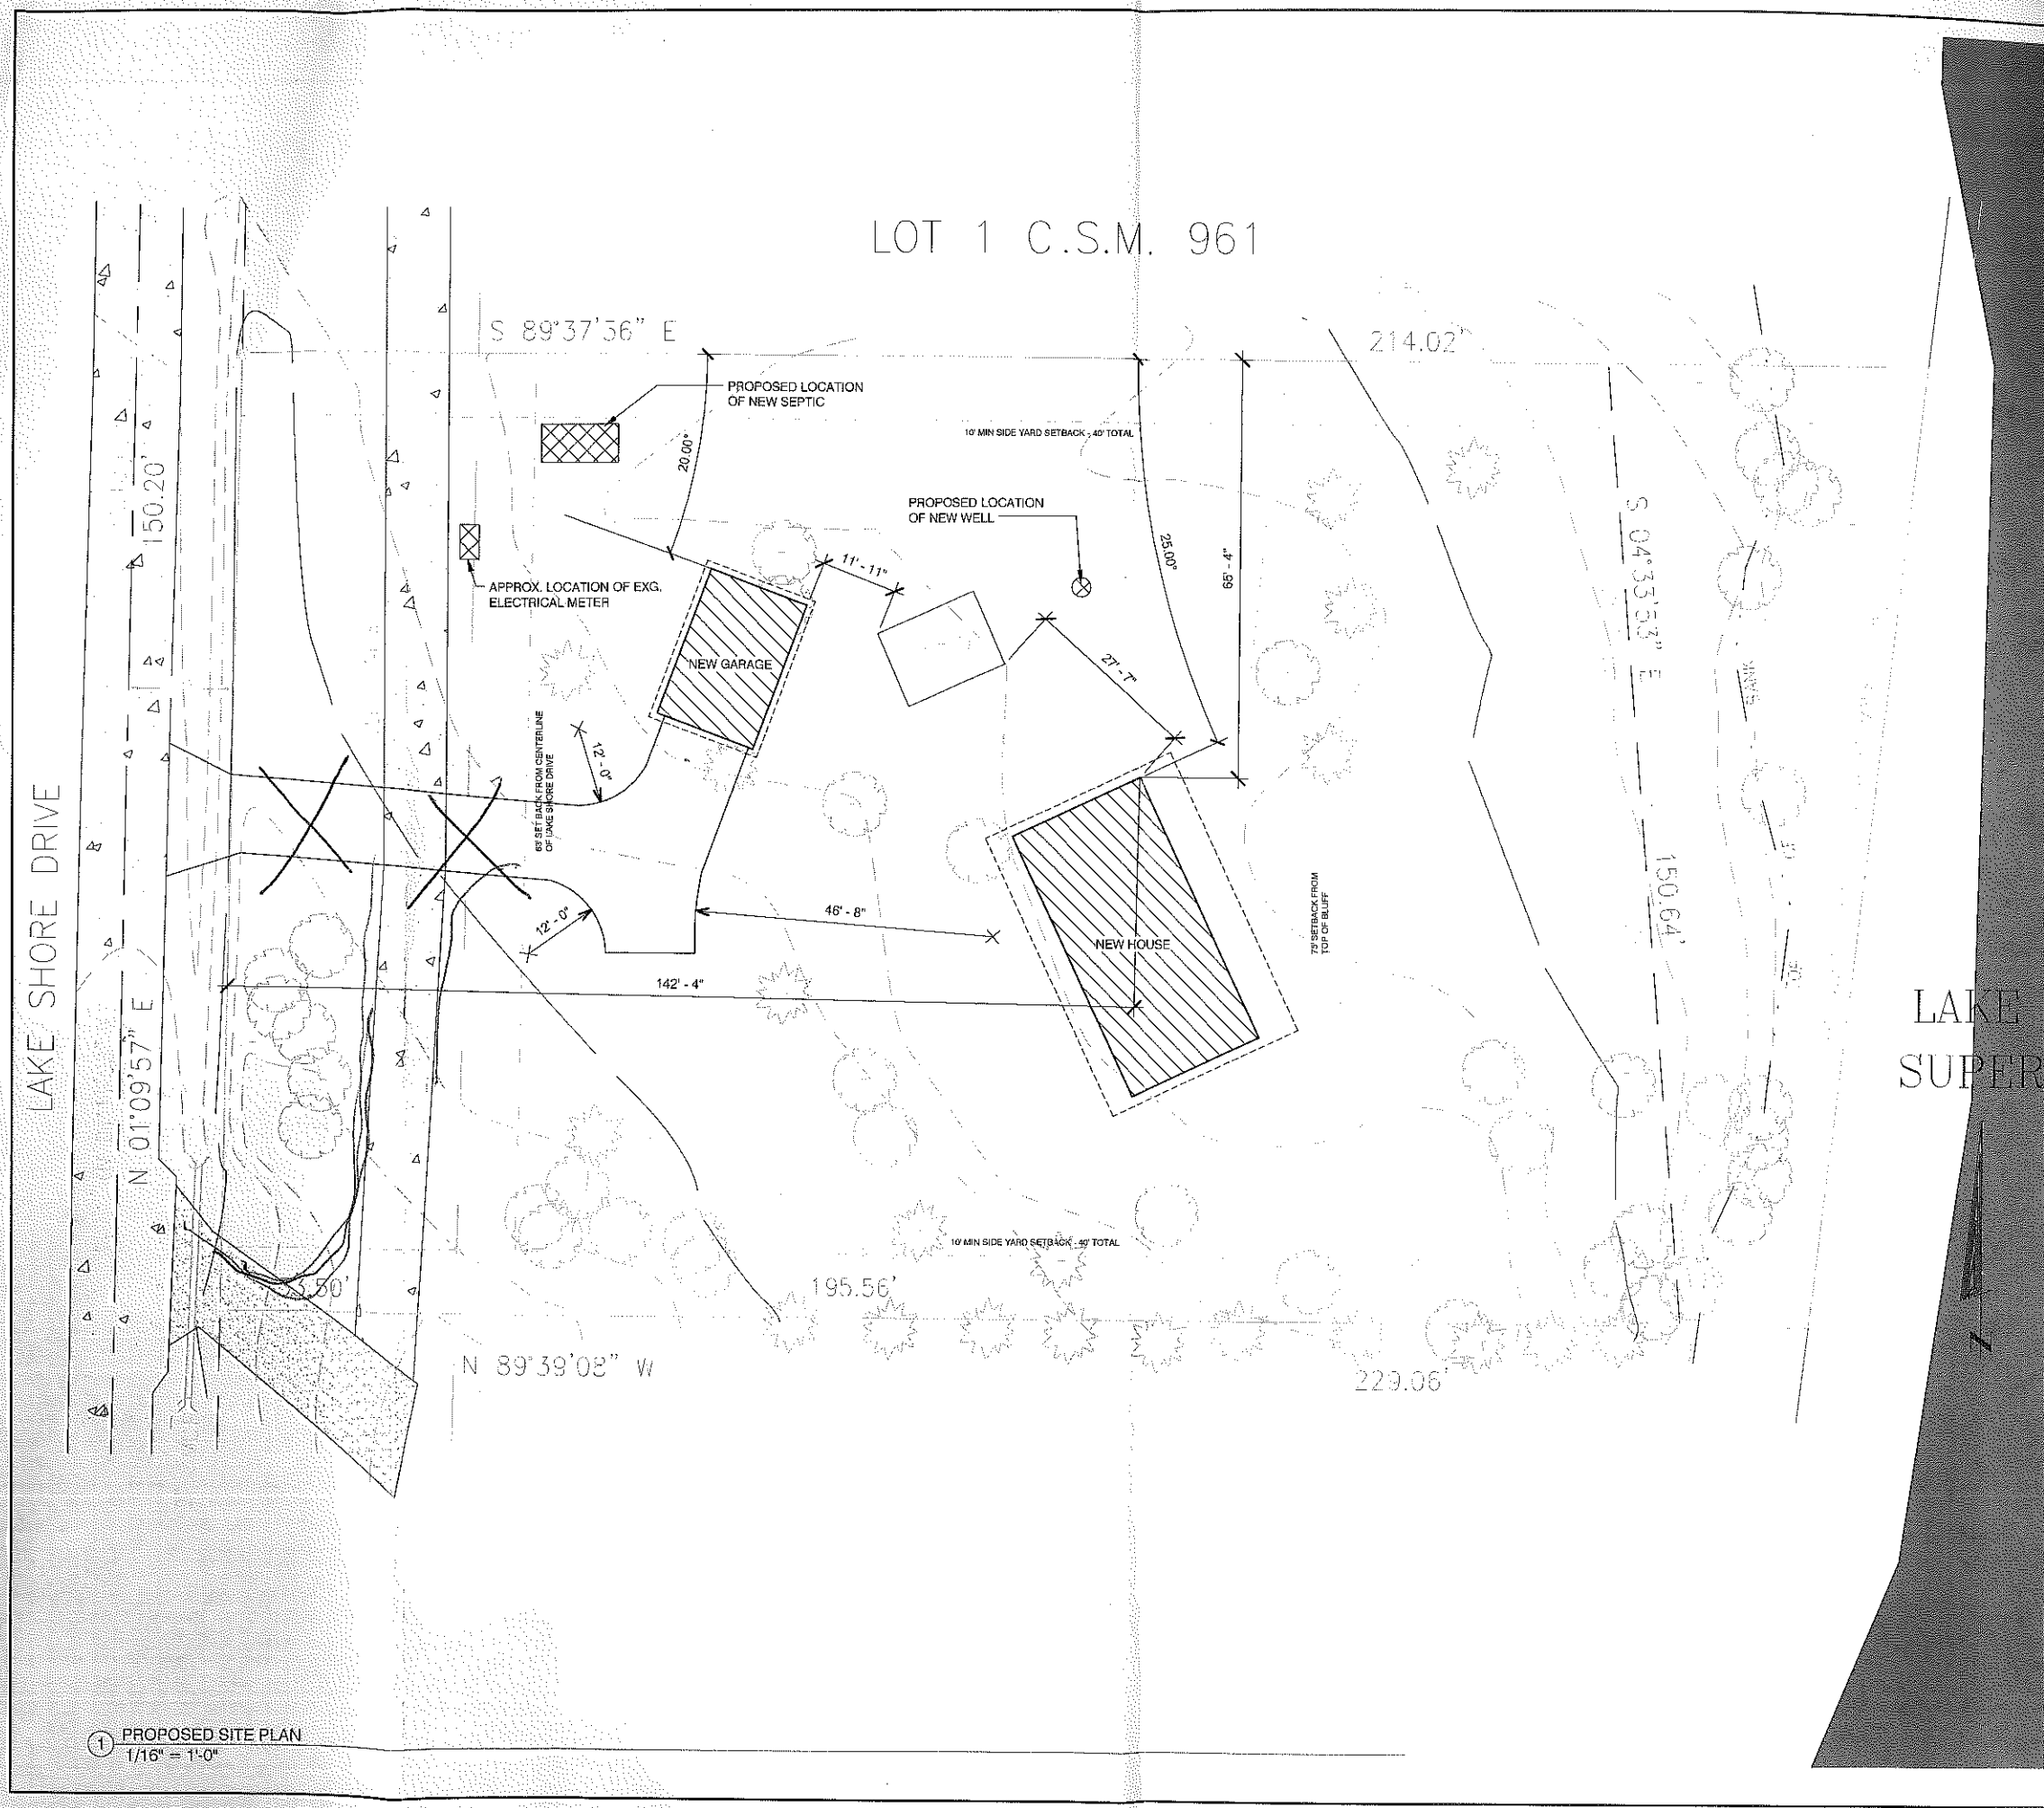 LOT 1 C.S.M. 961
S 89°37'36" E
214.02'
PROPOSED LOCATION
OF NEW SEPTIC
20.00°
10' MIN SIDE YARD SETBACK - 40' TOTAL
PROPOSED LOCATION
OF NEW WELL
25.00°
65' - 4"
150.20'
S 04°33'53" E
150.64'
APPROX. LOCATION OF EXG.
ELECTRICAL METER
11' - 11"
NEW GARAGE
27' - 7"
BANK
12' - 0"
63' SET BACK FROM CENTERLINE
OF LAKE SHORE DRIVE
LAKE SHORE DRIVE
N 01°09'57" E
12' - 0"
46' - 8"
NEW HOUSE
75' SETBACK FROM
TOP OF BLUFF
142' - 4"
LAKE
SUPER
10' MIN SIDE YARD SETBACK - 40' TOTAL
195.56'
N 89°39'08" W
229.06'
N
1
PROPOSED SITE PLAN
1/16" = 1'-0"